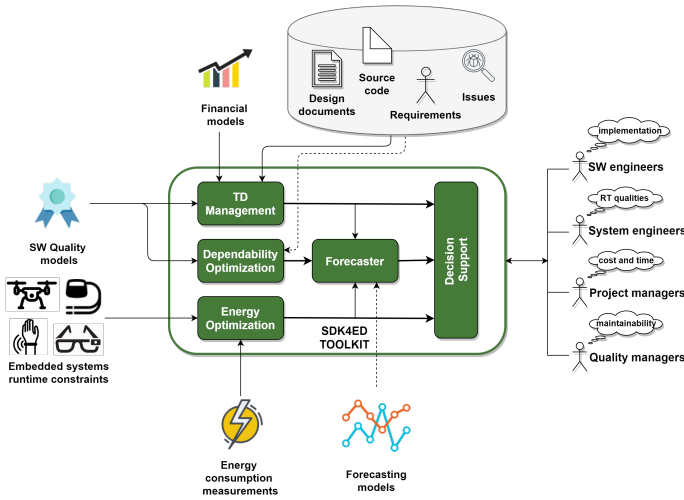 Financial
models
Design
documents
Source
code
Requirements
Issues
SW Quality
models
Embedded systems
runtime constraints
TD
Management
Dependability
Optimization
Energy
Optimization
Forecaster
Decision
Support
SDK4ED
TOOLKIT
Energy
consumption
measurements
Forecasting
models
implementation
SW engineers
RT qualities
System engineers
cost and time
Project managers
maintainability
Quality managers